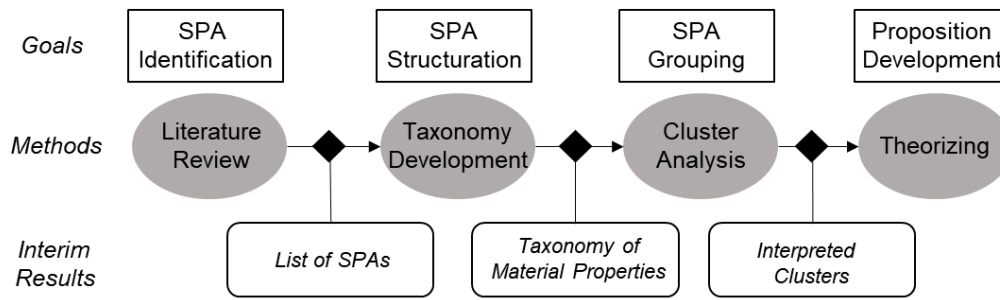 Goals
SPA
Identification
SPA
Structuration
SPA
Grouping
Proposition
Development
Methods
Literature
Review
Taxonomy
Development
Cluster
Analysis
Theorizing
Interim
Results
List of SPAs
Taxonomy of
Material Properties
Interpreted
Clusters